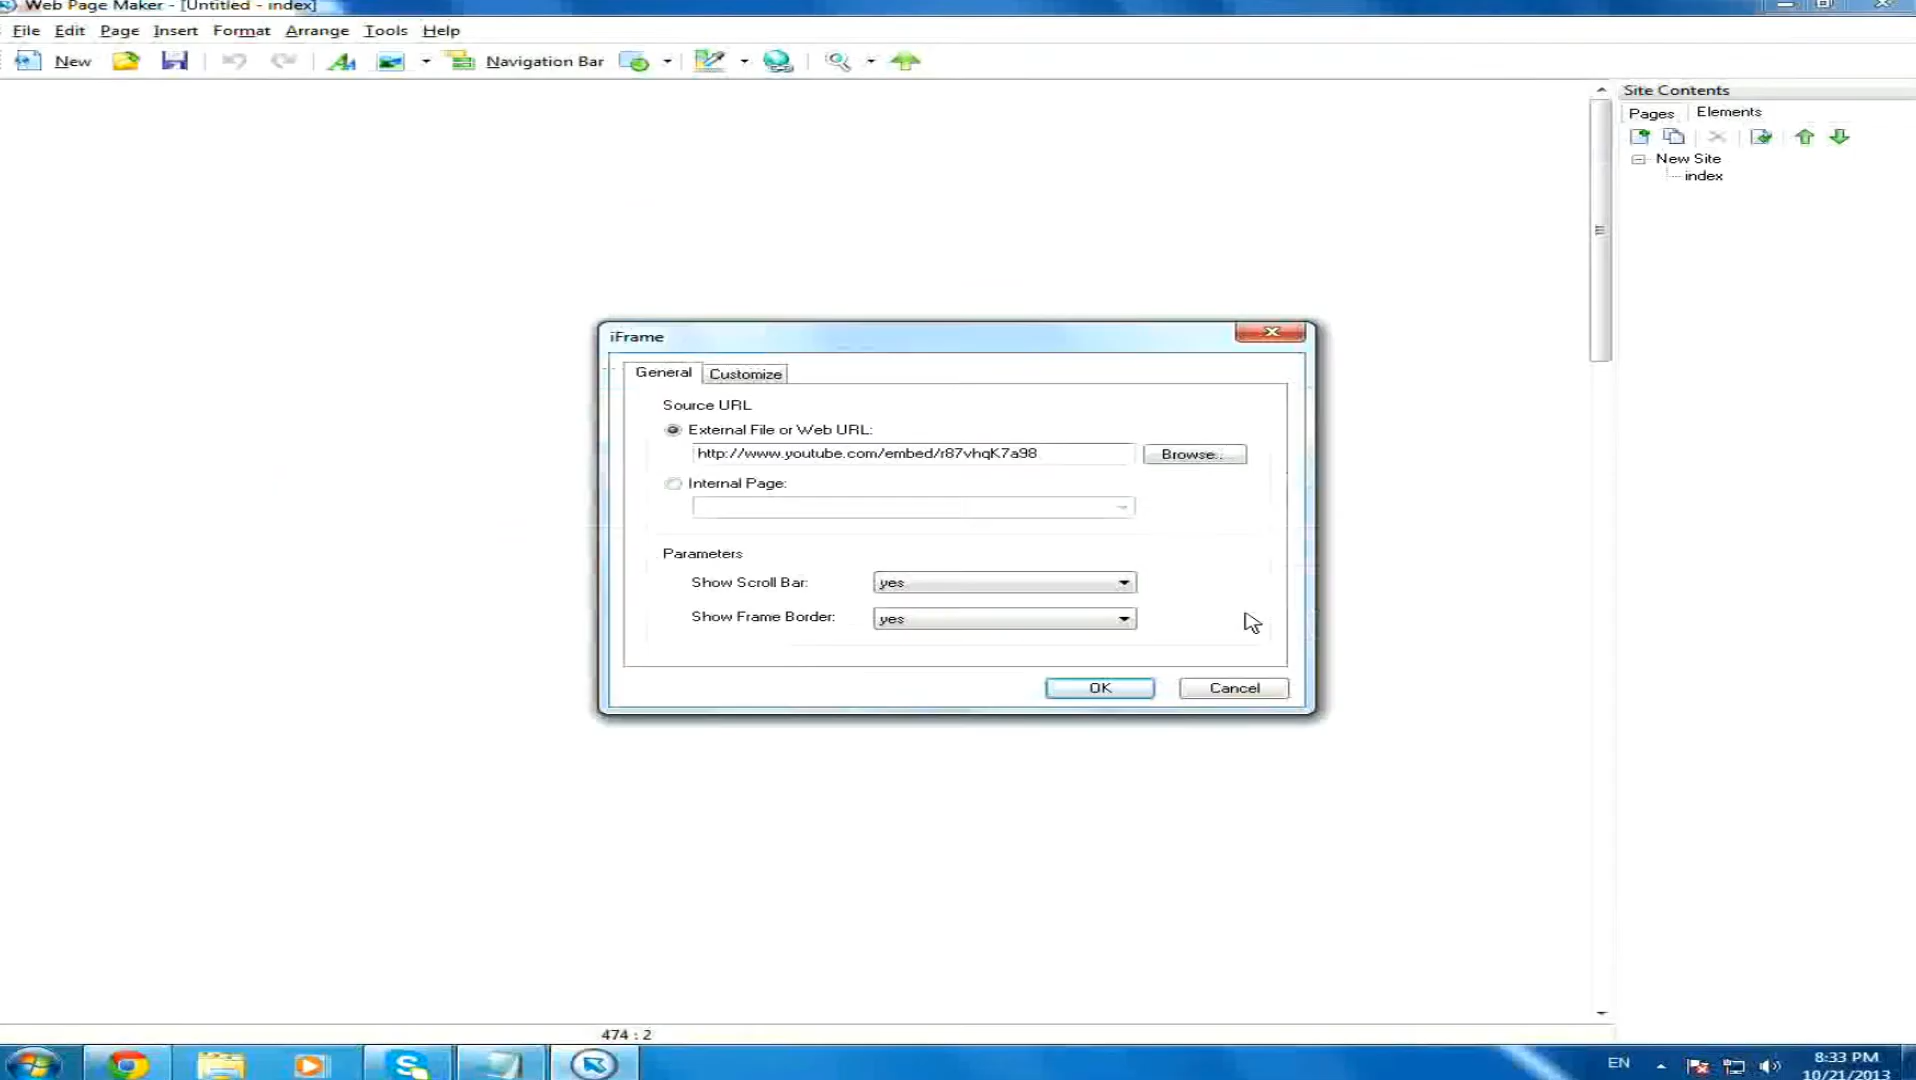 Web Page Maker - [Untitled - index]
File Edit Page Insert Format Arrange Tools Help
New Navigation Bar
Site Contents
Pages Elements
New Site
index
iFrame
General Customize
Source URL
External File or Web URL:
http://www.youtube.com/embed/r87vhqK7a98 Browse..
Internal Page:
Parameters
Show Scroll Bar: yes
Show Frame Border: yes
OK Cancel
474 : 2
EN 8:33 PM
10/21/2013